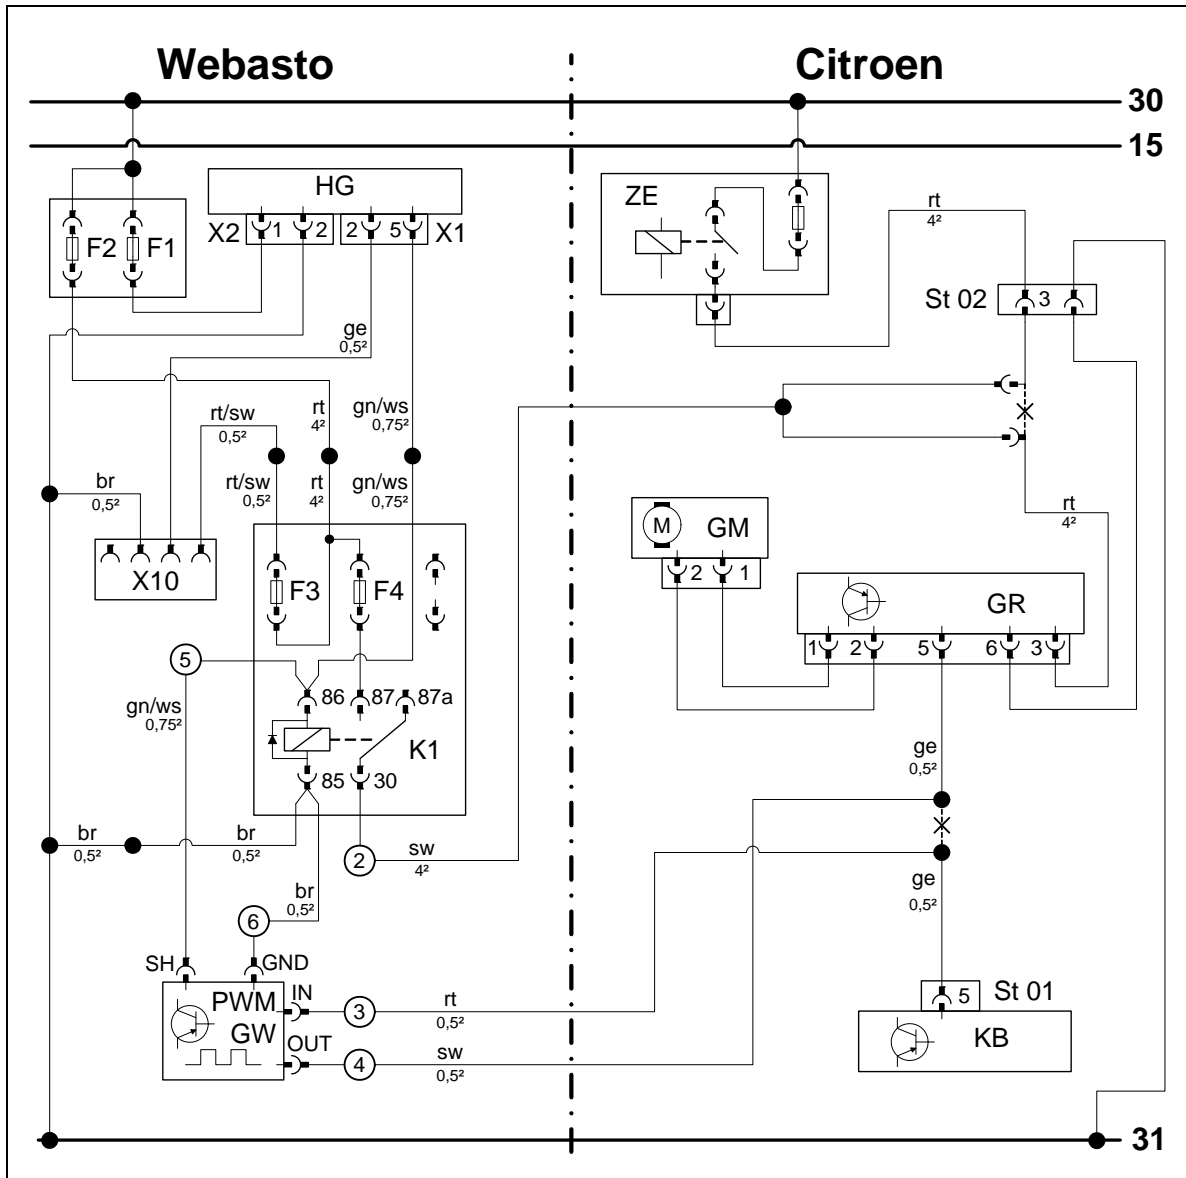 Webasto
Citroen
30
15
HG
ZE
rt
4²
F2
F1
X2
1
2
2
5
X1
St 02
3
ge
0,5²
rt/sw
0,5²
rt
4²
gn/ws
0,75²
rt/sw
0,5²
rt
4²
gn/ws
0,75²
br
0,5²
rt
4²
M
GM
2
1
X10
F3
F4
GR
1
2
5
6
3
5
86
87
87a
gn/ws
0,75²
K1
85
30
ge
0,5²
br
0,5²
br
0,5²
2
sw
4²
ge
0,5²
br
0,5²
6
SH
GND
PWM
GW
IN
3
rt
0,5²
OUT
4
sw
0,5²
5
St 01
KB
31